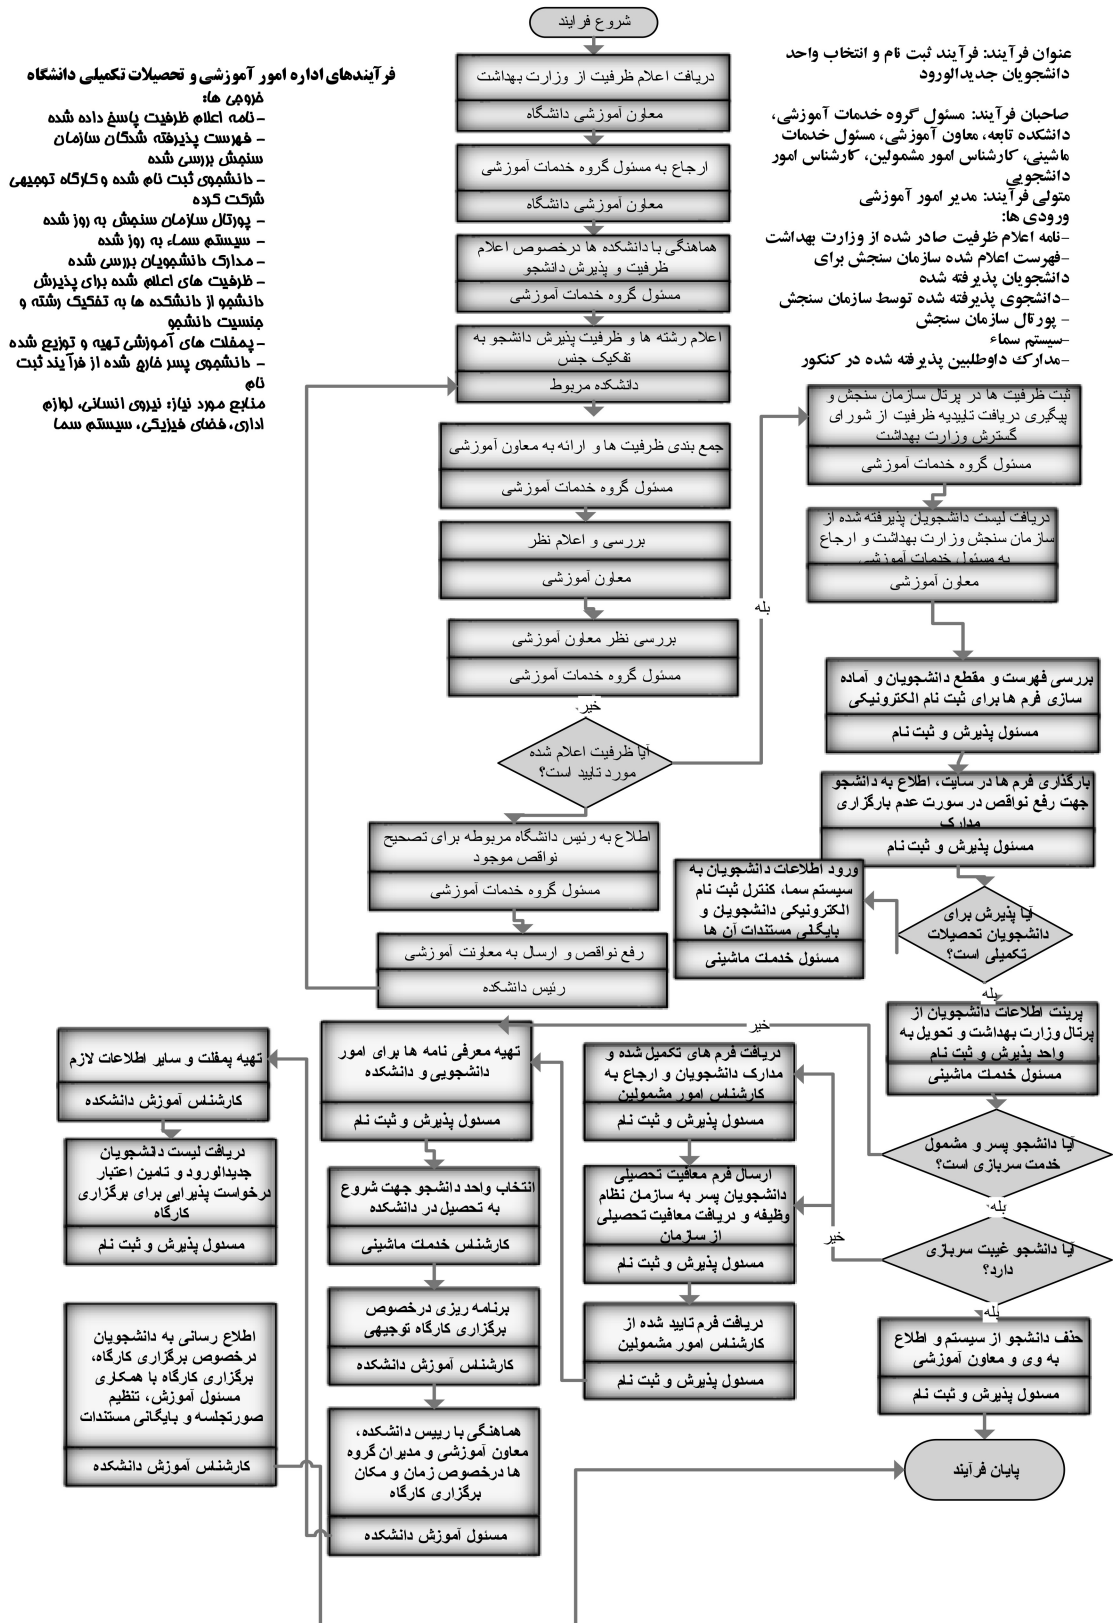 شروع فرایند
عنوان فرآیند: فرآیند ثبت نام و انتخاب واحد
دانشجویان جدیدالورود
صاحبان فرآیند: مسئول گروه خدمات آموزشی،
دانشکده تابعه، معاون آموزشی، مسئول خدمات
ماشینی، کارشناس امور مشمولین، کارشناس امور
دانشجویی
متولی فرآیند: مدیر امور آموزشی
ورودی ها:
-نامه اعلام ظرفیت صادر شده از وزارت بهداشت
-فهرست اعلام شده سازمان سنجش برای
دانشجویان پذیرفته شده
-دانشجوی پذیرفته شده توسط سازمان سنجش
- پورتال سازمان سنجش
-سیستم سماء
-مدارک داوطلبین پذیرفته شده در کنکور
فرآیندهای اداره امور آموزشی و تحصیلات تکمیلی دانشگاه
خروجی ها:
-نامه اعلام ظرفیت پاسخ داده شده
- فهرست پذیرفته شدگان سازمان
سنجش بررسی شده
- دانشجوی ثبت نام شده و کارگاه توجیهی
شرکت کرده
- پورتال سازمان سنجش به روز شده
- سیستم سماء به روز شده
- مدارک دانشجویان بررسی شده
- ظرفیت های اعلام شده برای پذیرش
دانشجو از دانشکده ها به تفکیک رشته و
جنسیت دانشجو
- پمفلت های آموزشی تهیه و توزیع شده
- دانشجوی پسر خارج شده از فرآیند ثبت
نام
منابع مورد نیاز: نیروی انسانی، لوازم
اداری، فضای فیزیکی، سیستم سما
دریافت اعلام ظرفیت از وزارت بهداشت
معاون آموزشی دانشگاه
ارجاع به مسئول گروه خدمات آموزشی
معاون آموزشی دانشگاه
هماهنگی با دانشکده ها درخصوص اعلام
ظرفیت و پذیرش دانشجو
مسئول گروه خدمات آموزشی
اعلام رشته ها و ظرفیت پذیرش دانشجو به
تفکیک جنس
دانشکده مربوط
جمع بندی ظرفیت ها و ارائه به معاون آموزشی
مسئول گروه خدمات آموزشی
بررسی و اعلام نظر
معاون آموزشی
بررسی نظر معاون آموزشی
مسئول گروه خدمات آموزشی
خیر.
آیا ظرفیت اعلام شده
مورد تایید است؟
بله
اطلاع به رئیس دانشگاه مربوطه برای تصحیح
نواقص موجود
مسئول گروه خدمات آموزشی
رفع نواقص و ارسال به معاونت آموزشی
رئیس دانشکده
ثبت ظرفیت ها در پرتال سازمان سنجش و
پیگیری دریافت تاییدیه ظرفیت از شورای
گسترش وزارت بهداشت
مسئول گروه خدمات آموزشی
دریافت لیست دانشجویان پذیرفته شده از
سازمان سنجش وزارت بهداشت و ارجاع
به مسئول خدمات آموزشی
معاون آموزشی
بررسی فهرست و مقطع دانشجویان و آماده
سازی فرم ها برای ثبت نام الکترونیکی
مسئول پذیرش و ثبت نام
بارگذاری فرم ها در سایت، اطلاع به دانشجو
جهت رفع نواقص در سورت عدم بارگزاری
مدارک
مسئول پذیرش و ثبت نام
آیا پذیرش برای
دانشجویان تحصیلات
تکمیلی است؟
ورود اطلاعات دانشجویان به
سیستم سما، کنترل ثبت نام
الکترونیکی دانشجویان و
بایگانی مستندات آن ها
مسئول خدمات ماشینی
بله
پرینت اطلاعات دانشجویان از
پرتال وزارت بهداشت و تحویل به
واحد پذیرش و ثبت نام
مسئول خدمات ماشینی
آیا دانشجو پسر و مشمول
خدمت سربازی است؟
خیر
بله.
آیا دانشجو غیبت سربازی
دارد؟
خیر
بله
حذف دانشجو از سیستم و اطلاع
به وی و معاون آموزشی
مسئول پذیرش و ثبت نام
پایان فرآیند
دریافت فرم های تکمیل شده و
مدارک دانشجویان و ارجاع به
کارشناس امور مشمولین
مسئول پذیرش و ثبت نام
ارسال فرم معافیت تحصیلی
دانشجویان پسر به سازمان نظام
وظیفه و دریافت معافیت تحصیلی
از سازمان
مسئول پذیرش و ثبت نام
دریافت فرم تایید شده از
کارشناس امور مشمولین
مسئول پذیرش و ثبت نام
تهیه معرفی نامه ها برای امور
دانشجویی و دانشکده
مسئول پذیرش و ثبت نام
انتخاب واحد دانشجو جهت شروع
به تحصیل در دانشکده
کارشناس خدمات ماشینی
برنامه ریزی درخصوص
برگزاری کارگاه توجیهی
کارشناس آموزش دانشکده
هماهنگی با رییس دانشکده،
معاون آموزشی و مدیران گروه
ها درخصوص زمان و مکان
برگزاری کارگاه
مسئول آموزش دانشکده
تهیه پمفلت و سایر اطلاعات لازم
کارشناس آموزش دانشکده
دریافت لیست دانشجویان
جدیدالورود و تامین اعتبار
درخواست پذیرایی برای برگزاری
کارگاه
مسئول پذیرش و ثبت نام
اطلاع رسانی به دانشجویان
درخصوص برگزاری کارگاه،
برگزاری کارگاه با همکاری
مسئول آموزش، تنظیم
صورتجلسه و بایگانی مستندات
کارشناس آموزش دانشکده